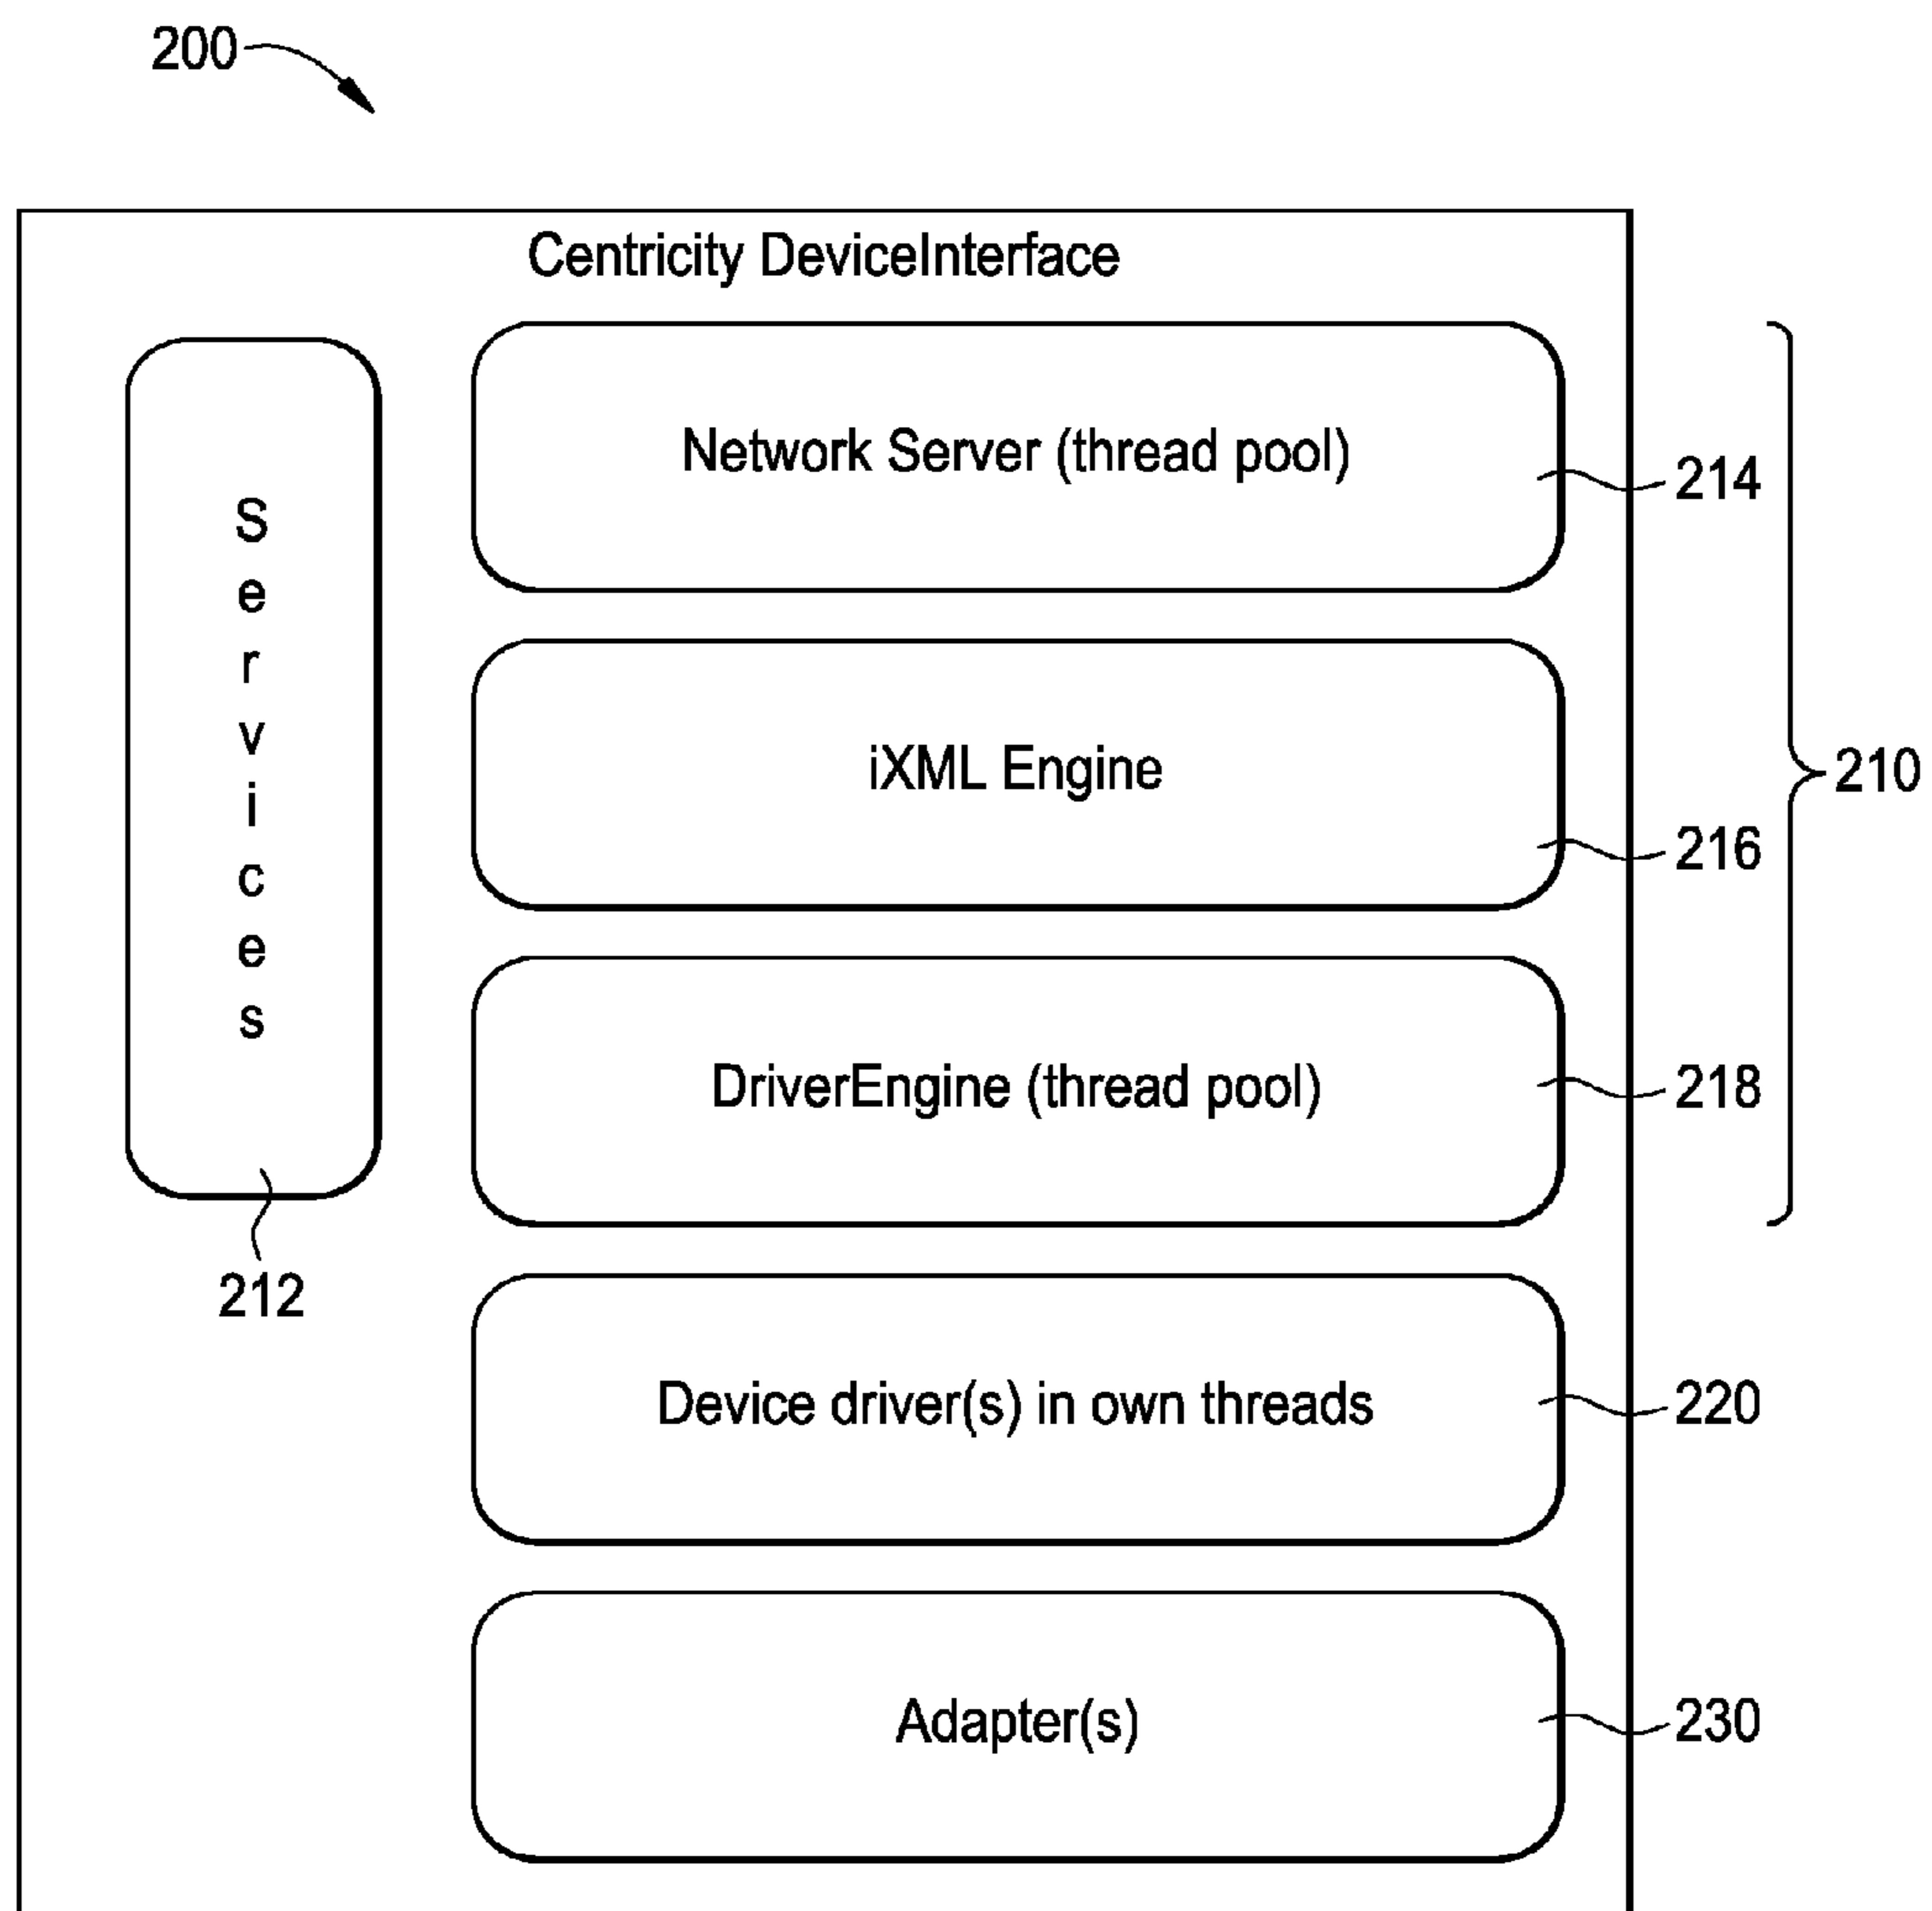 200
Centricity DeviceInterface
Services
212
Network Server (thread pool)
214
iXML Engine
216
210
DriverEngine (thread pool)
218
Device driver(s) in own threads
220
Adapter(s)
230